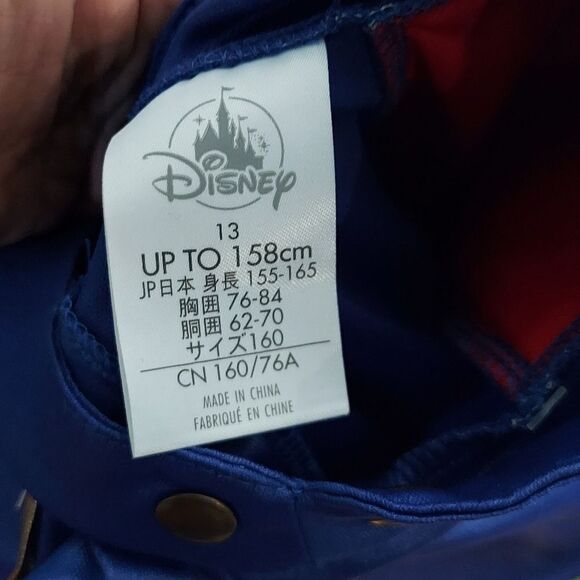 Disney
13
UP TO 158cm
JP日本 身長 155-165
胸囲 76-84
胴囲 62-70
サイズ160
CN 160/76A
MADE IN CHINA
FABRIQUÉ EN CHINE